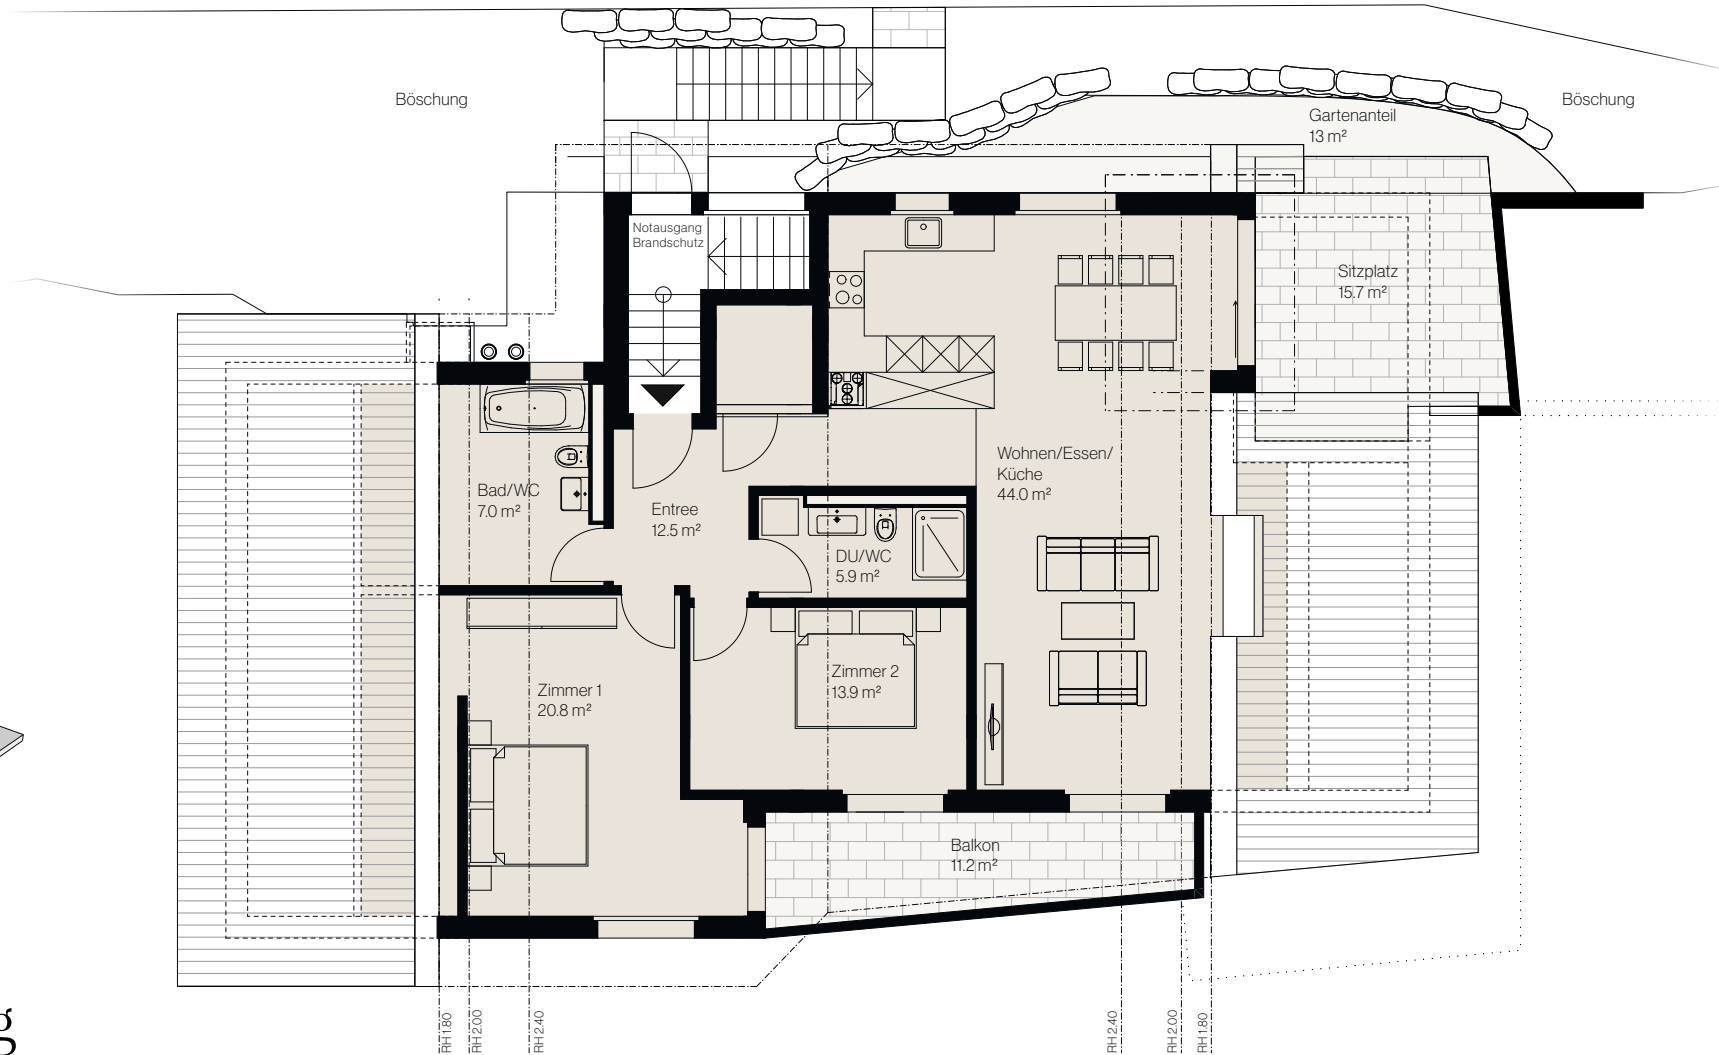 Böschung
Böschung
Gartenanteil
13 m²
Notausgang
Brandschutz
Sitzplatz
15.7 m²
Wohnen/Essen/
Küche
44.0 m²
Bad/WC
7.0 m²
Entree
12.5 m²
DU/WC
5.9 m²
Zimmer 1
20.8 m²
Zimmer 2
13.9 m²
Balkon
11.2 m²
RH 1.80
RH 2.00
RH 2.40
RH 2.40
RH 2.00
RH 1.80
g